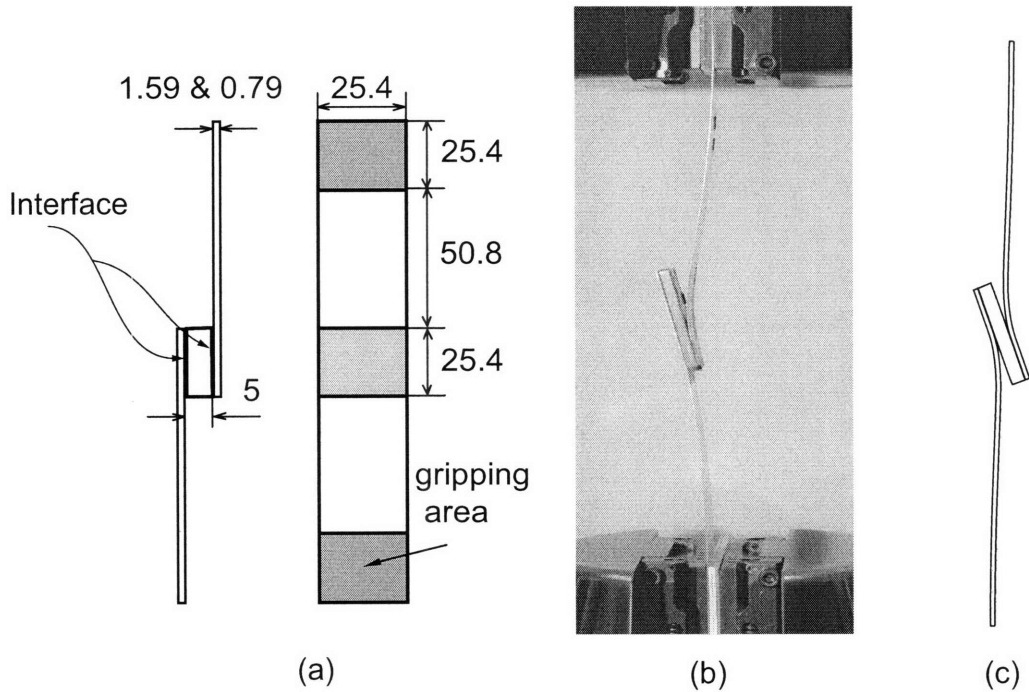 1.59 & 0.79
25.4
25.4
Interface
50.8
25.4
5
gripping
area
(a)
(b)
(c)